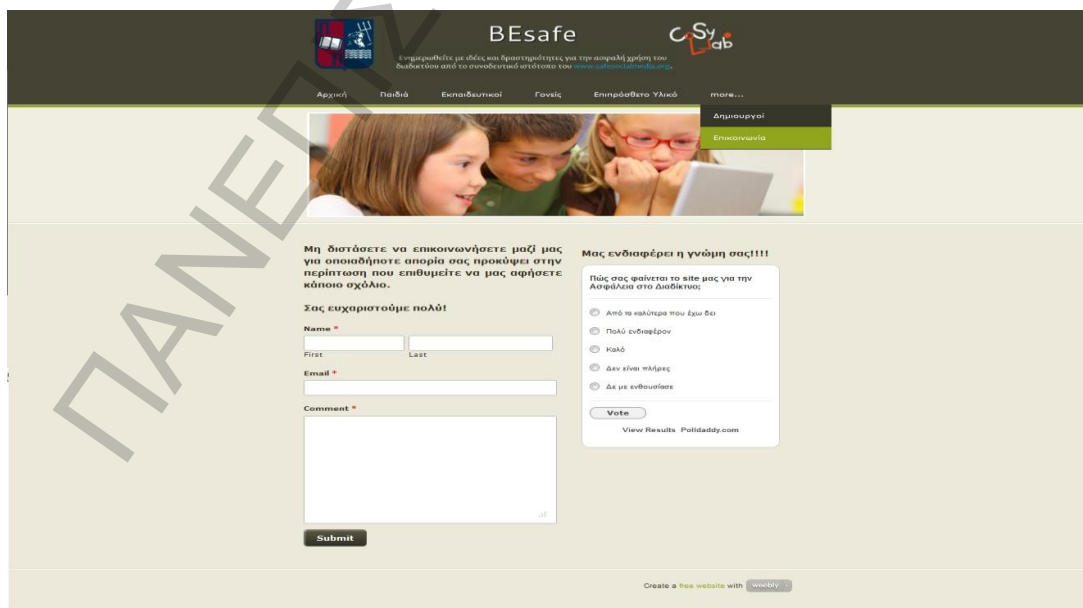 BEsafe
CoSy Lab
Ενημερωθείτε με ιδέες και δραστηριότητες για την ασφαλή χρήση του
διαδικτύου από το συνοδευτικό ιστότοπο του www.safesocialmedia.org.
Αρχική Παιδιά Εκπαιδευτικοί Γονείς Επιπρόσθετο Υλικό more...
Δημιουργοί
Επικοινωνία
Μη διστάσετε να επικοινωνήσετε μαζί μας
για οποιαδήποτε απορία σας προκύψει στην
περίπτωση που επιθυμείτε να μας αφήσετε
κάποιο σχόλιο.
Σας ευχαριστούμε πολύ!
Name *
First Last
Email *
Comment *
Submit
Μας ενδιαφέρει η γνώμη σας!!!!
Πώς σας φαίνεται το site μας για την
Ασφάλεια στο Διαδίκτυο;
Από τα καλύτερα που έχω δει
Πολύ ενδιαφέρον
Καλό
Δεν είναι πλήρες
Δε με ενθουσίασε
Vote
View Results Polldaddy.com
Create a free website with weebly
ΠΑΝΕΠΙΣ